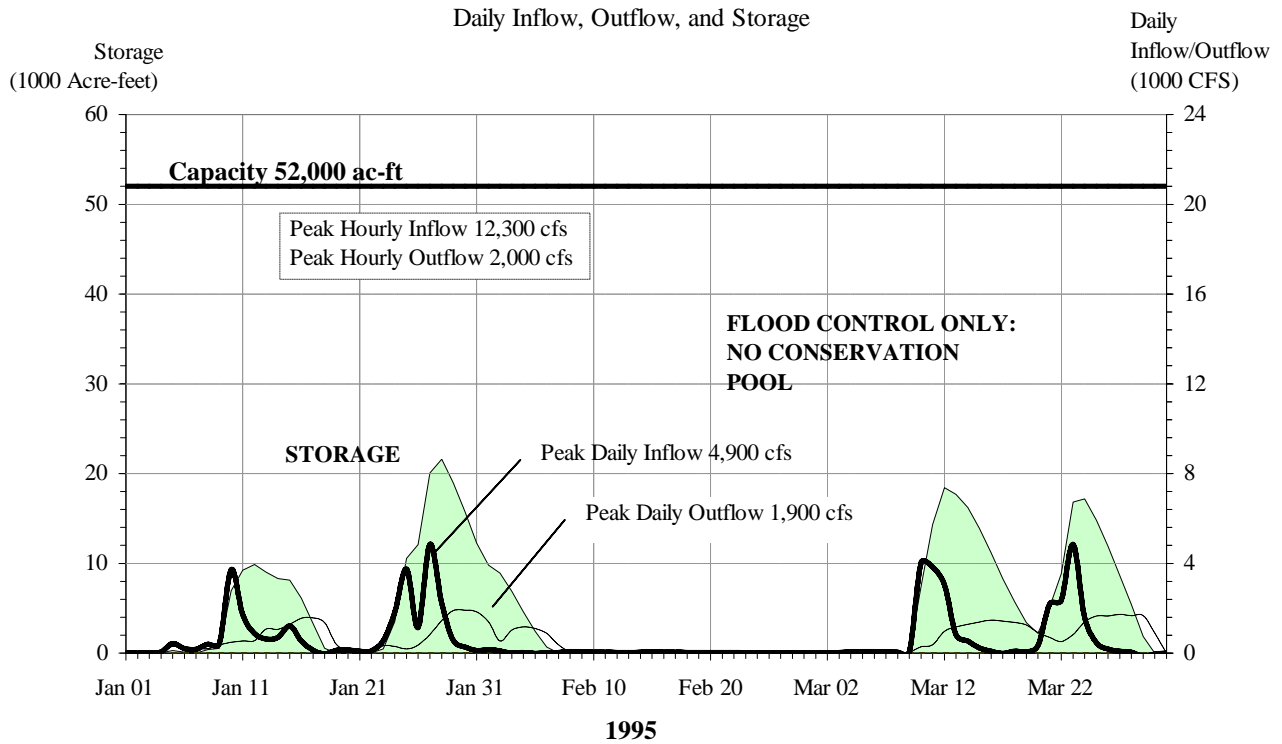 Daily Inflow, Outflow, and Storage
Storage
(1000 Acre-feet)
Daily
Inflow/Outflow
(1000 CFS)
60
50
40
30
20
10
0
24
20
16
12
8
4
0
Capacity 52,000 ac-ft
Peak Hourly Inflow 12,300 cfs
Peak Hourly Outflow 2,000 cfs
FLOOD CONTROL ONLY:
NO CONSERVATION
POOL
STORAGE
Peak Daily Inflow 4,900 cfs
Peak Daily Outflow 1,900 cfs
Jan 01
Jan 11
Jan 21
Jan 31
Feb 10
Feb 20
Mar 02
Mar 12
Mar 22
1995